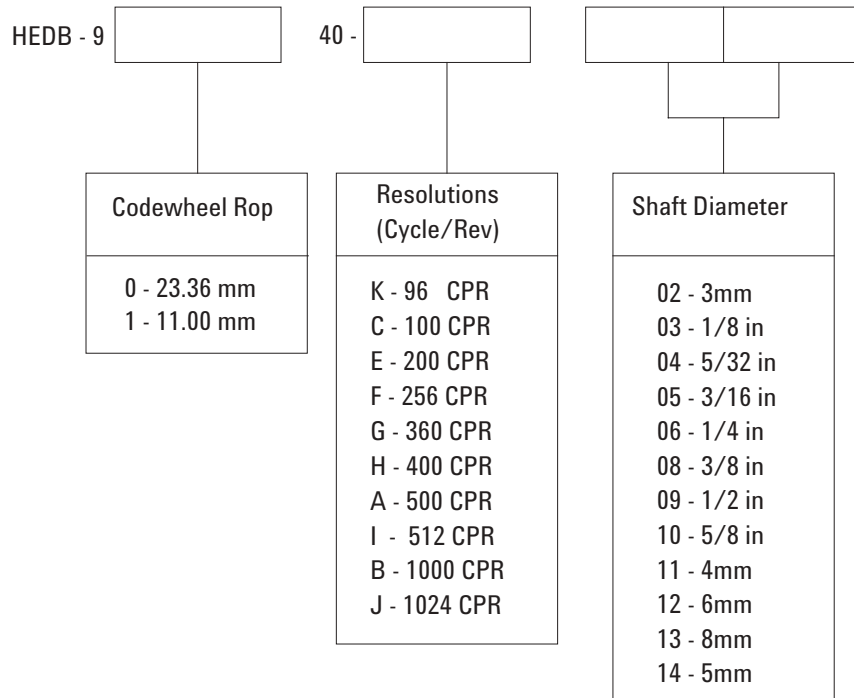 HEDB - 9 40 -
Codewheel Rop
0 - 23.36 mm
1 - 11.00 mm
Resolutions
(Cycle/Rev)
K - 96 CPR
C - 100 CPR
E - 200 CPR
F - 256 CPR
G - 360 CPR
H - 400 CPR
A - 500 CPR
I - 512 CPR
B - 1000 CPR
J - 1024 CPR
Shaft Diameter
02 - 3mm
03 - 1/8 in
04 - 5/32 in
05 - 3/16 in
06 - 1/4 in
08 - 3/8 in
09 - 1/2 in
10 - 5/8 in
11 - 4mm
12 - 6mm
13 - 8mm
14 - 5mm